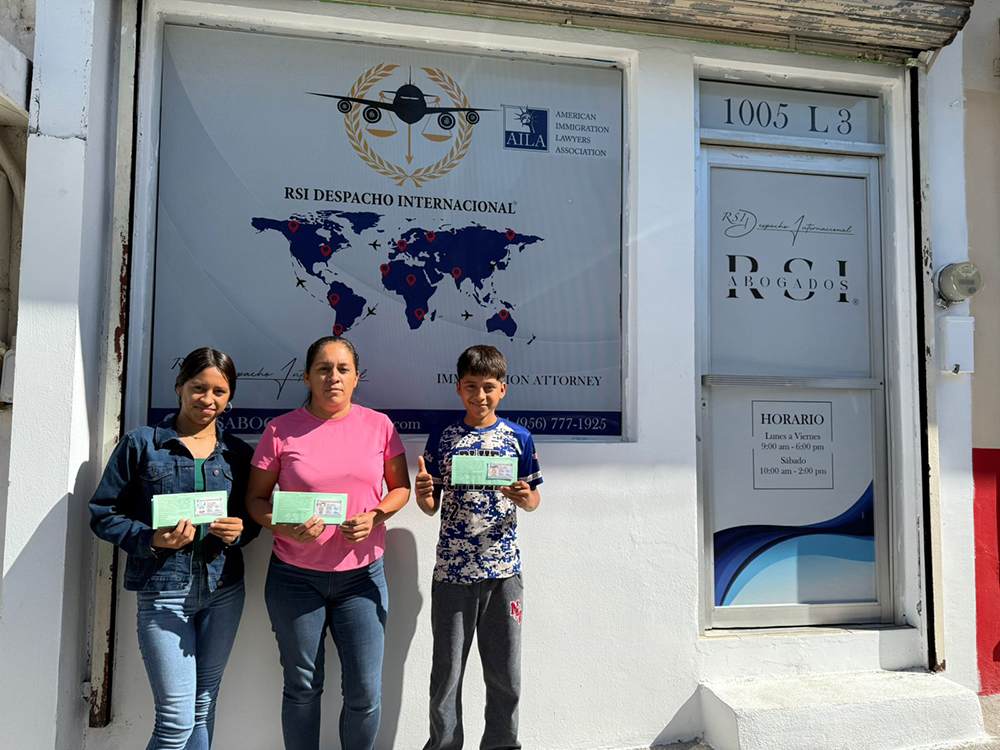 AILA
AMERICAN
IMMIGRATION
LAWYERS
ASSOCIATION
RSI DESPACHO INTERNACIONAL
ATTORNEY
.com
(956) 777-1925
1005 L 3
RSI Despacho Internacional
RSI
ABOGADOS
®
HORARIO
Lunes a Viernes
9:00 am - 6:00 pm
Sábado
10:00 am - 2:00 pm